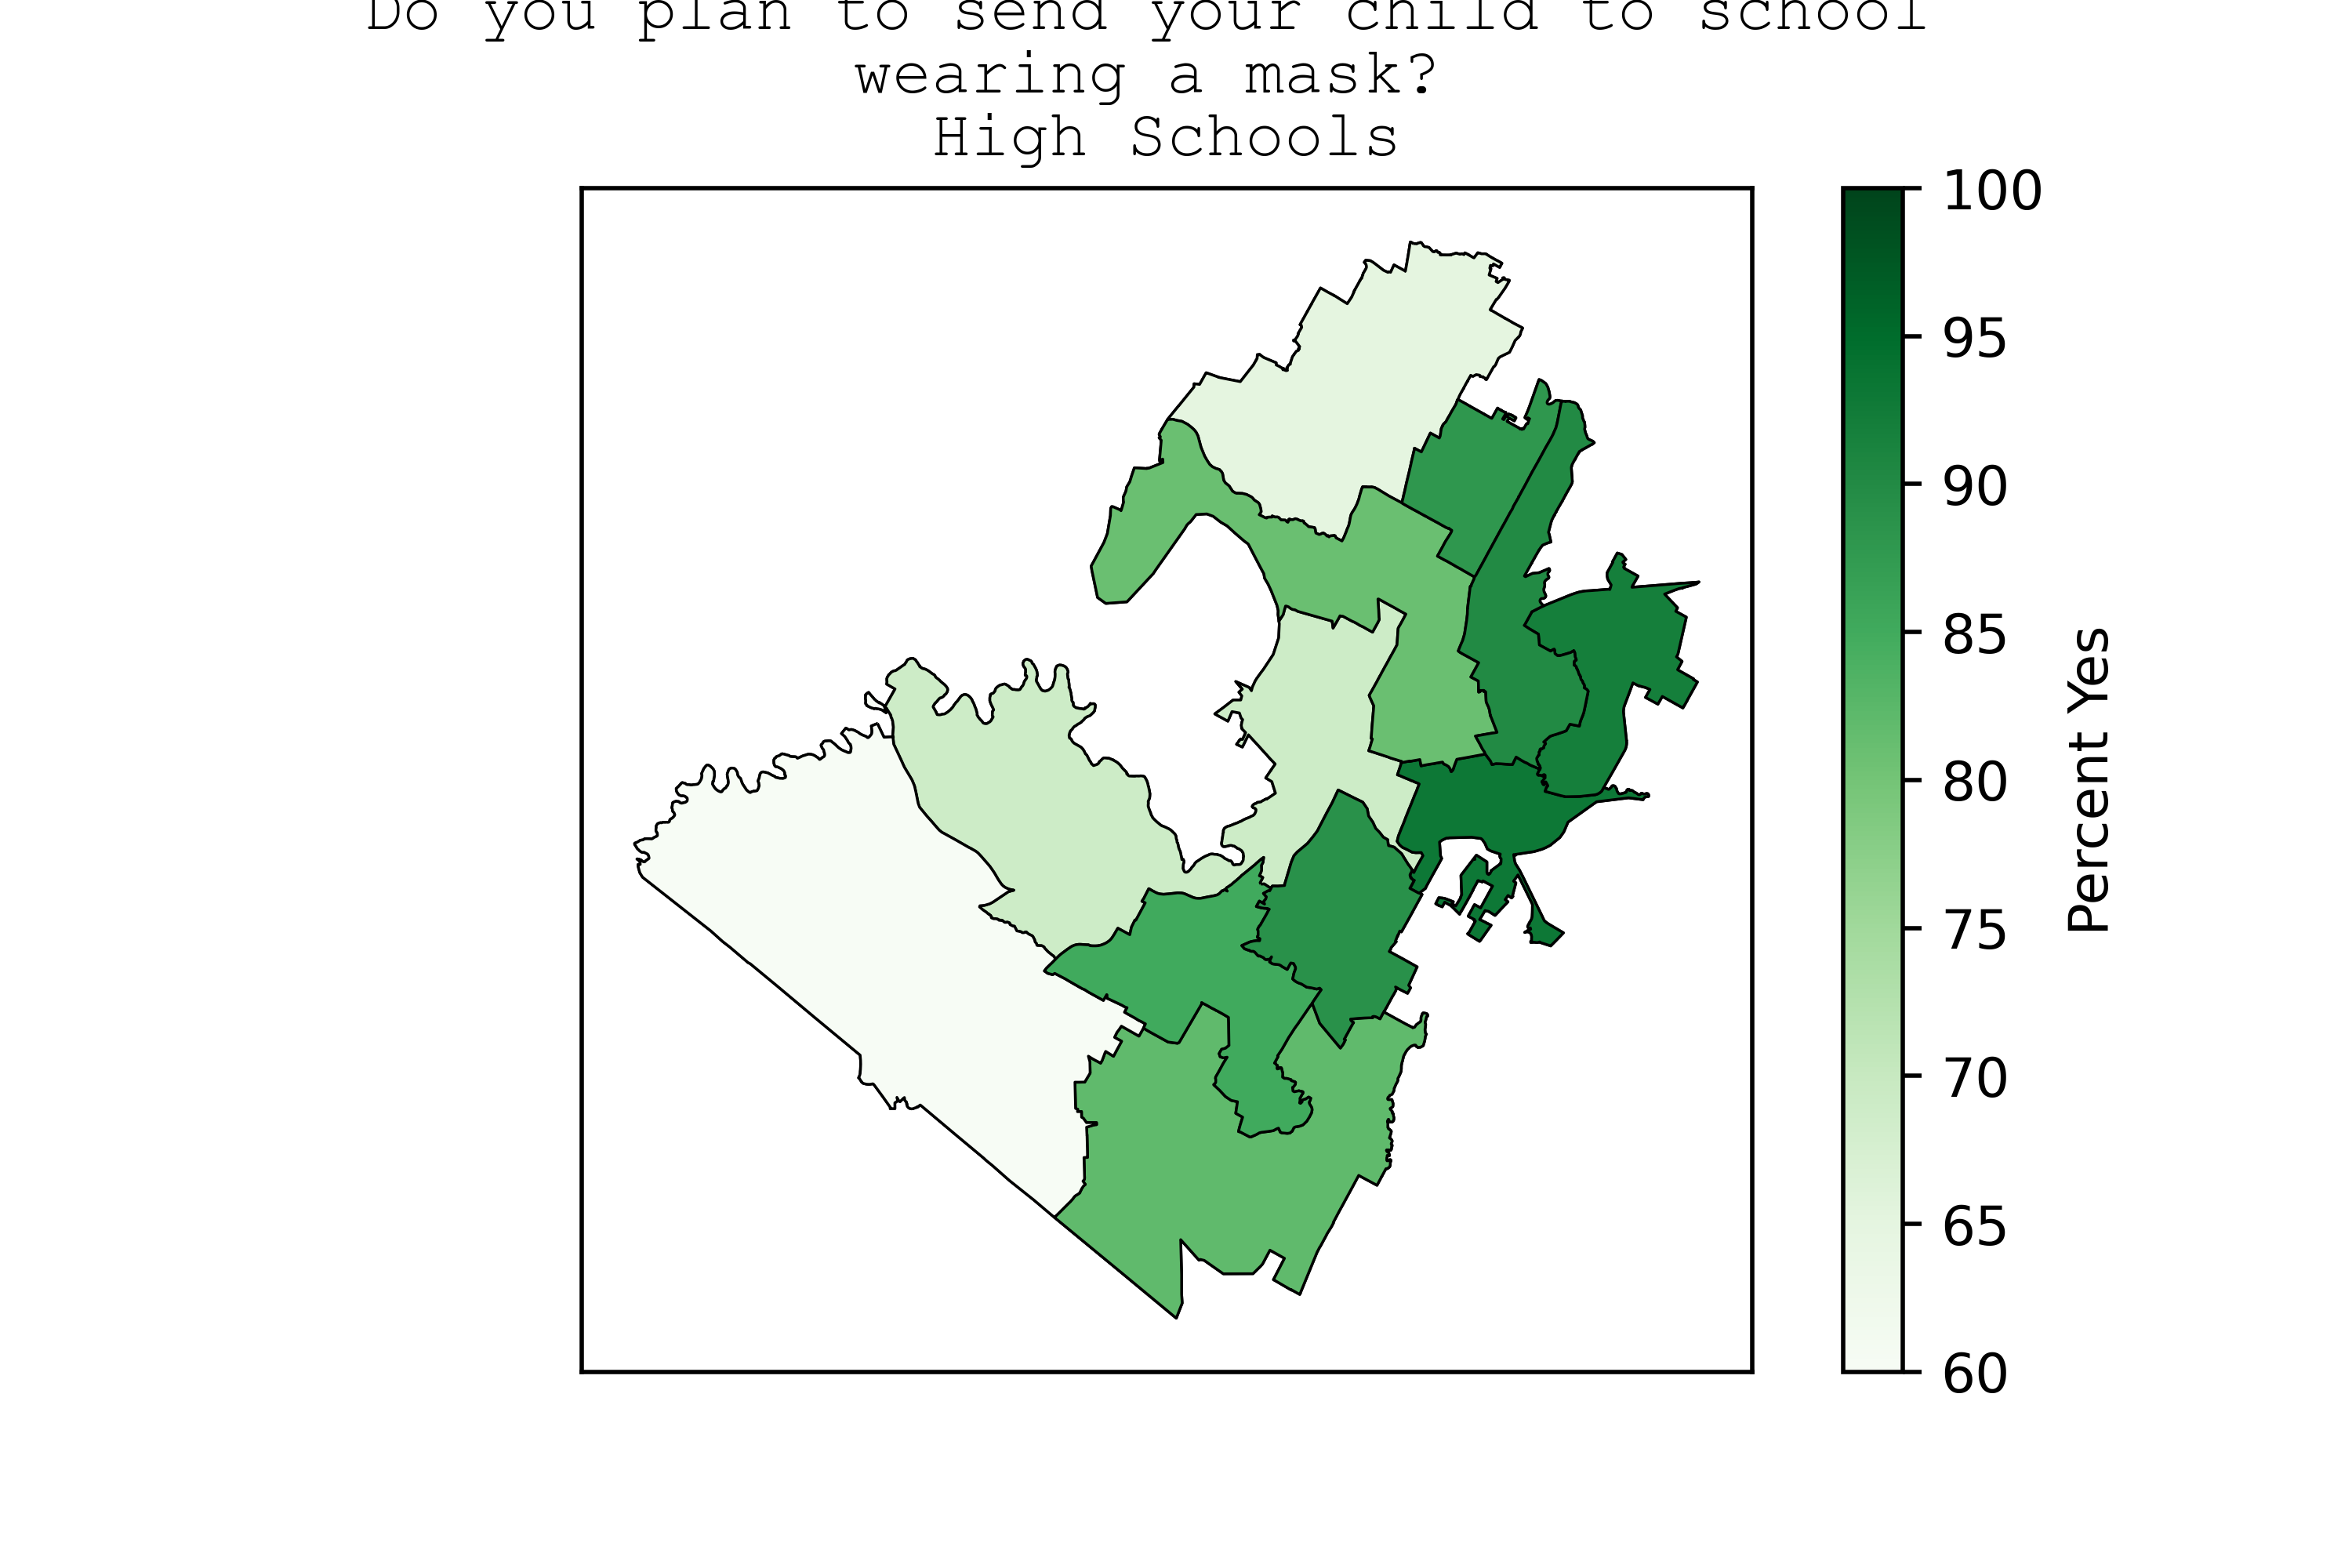 Do you plan to send your child to school
wearing a mask?
High Schools
100
95
90
85
80
75
70
65
60
Percent Yes